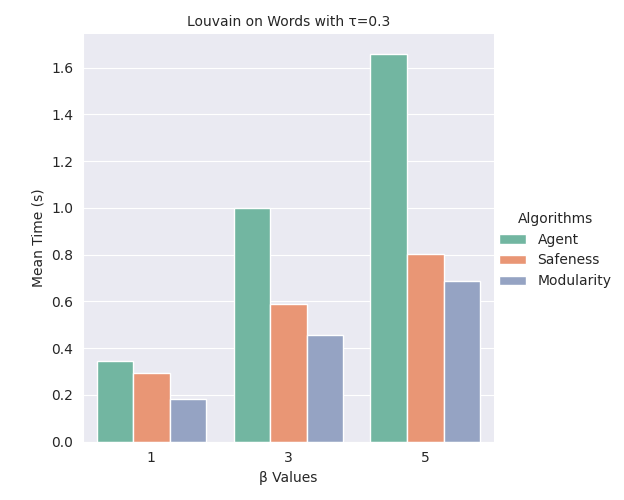 Louvain on Words with τ=0.3
Mean Time (s)
1.6
1.4
1.2
1.0
0.8
0.6
0.4
0.2
0.0
1 3 5
β Values
Algorithms
Agent
Safeness
Modularity